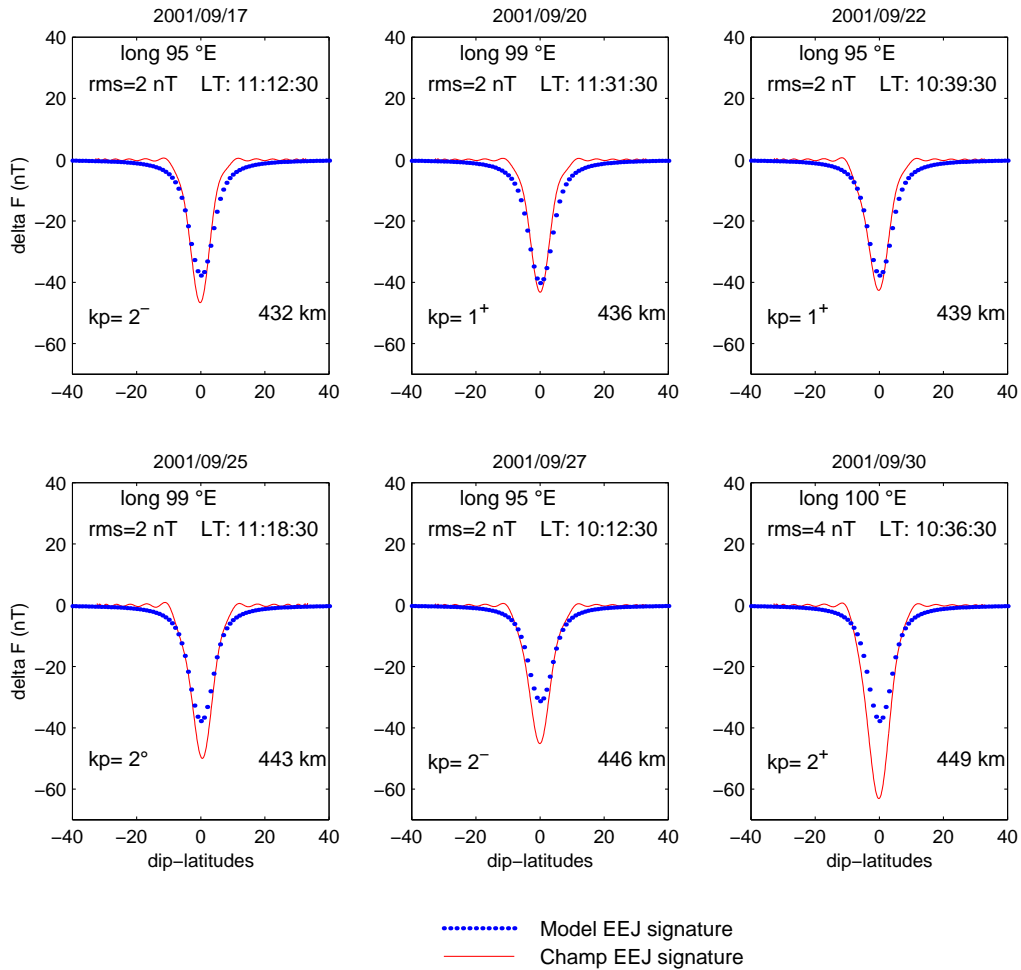 2001/09/17
2001/09/20
2001/09/22
long 95 °E
rms=2 nT LT: 11:12:30
kp= 2⁻
432 km
40
20
0
−20
−40
−60
−40
−20
0
20
40
delta F (nT)
long 99 °E
rms=2 nT LT: 11:31:30
kp= 1⁺
436 km
40
20
0
−20
−40
−60
−40
−20
0
20
40
long 95 °E
rms=2 nT LT: 10:39:30
kp= 1⁺
439 km
40
20
0
−20
−40
−60
−40
−20
0
20
40
2001/09/25
2001/09/27
2001/09/30
long 99 °E
rms=2 nT LT: 11:18:30
kp= 2°
443 km
40
20
0
−20
−40
−60
−40
−20
0
20
40
delta F (nT)
dip−latitudes
long 95 °E
rms=2 nT LT: 10:12:30
kp= 2⁻
446 km
40
20
0
−20
−40
−60
−40
−20
0
20
40
dip−latitudes
long 100 °E
rms=4 nT LT: 10:36:30
kp= 2⁺
449 km
40
20
0
−20
−40
−60
−40
−20
0
20
40
dip−latitudes
Model EEJ signature
Champ EEJ signature